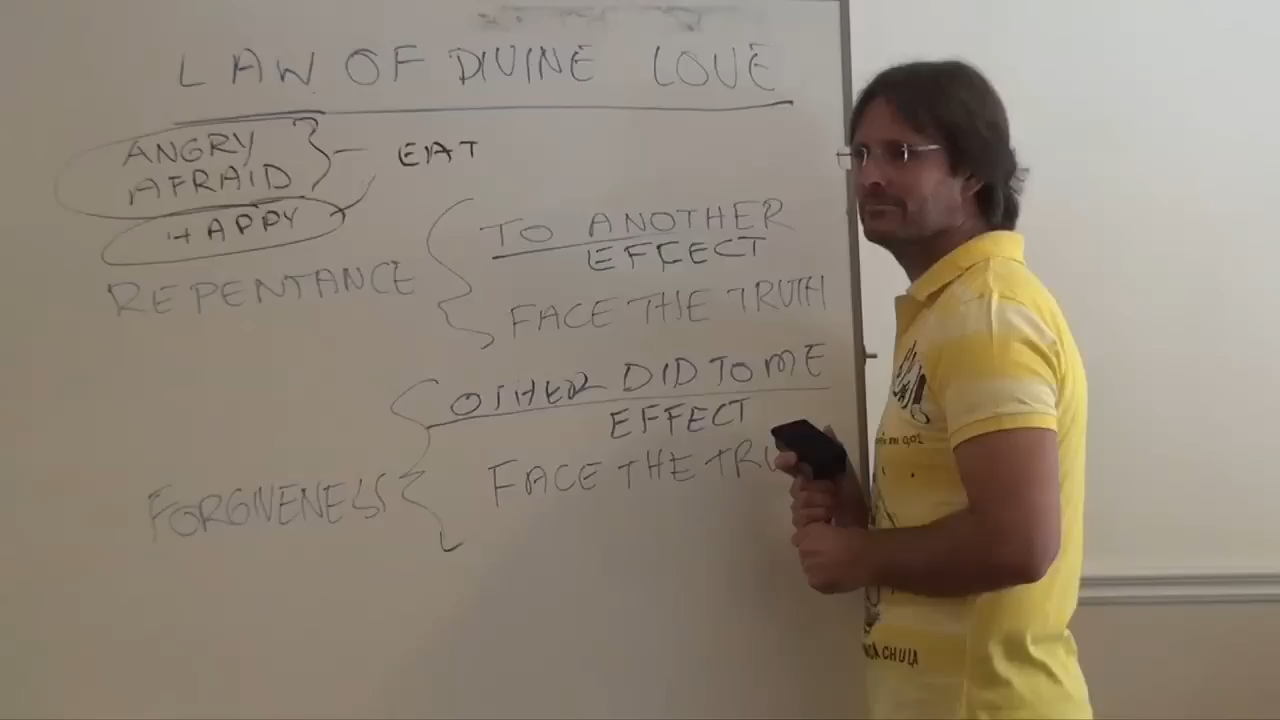 LAW OF DIVINE LOVE
ANGRY
AFRAID
EAT
HAPPY
REPENTANCE
TO ANOTHER
EFFECT
FACE THE TRUTH
OTHER DID TO ME
EFFECT
FACE THE TRU
FORGIVENESS
CHULA